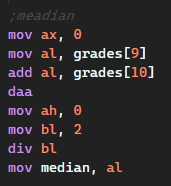 ;meadian
mov ax, 0
mov al, grades[9]
add al, grades[10]
daa
mov ah, 0
mov bl, 2
div bl
mov median, al